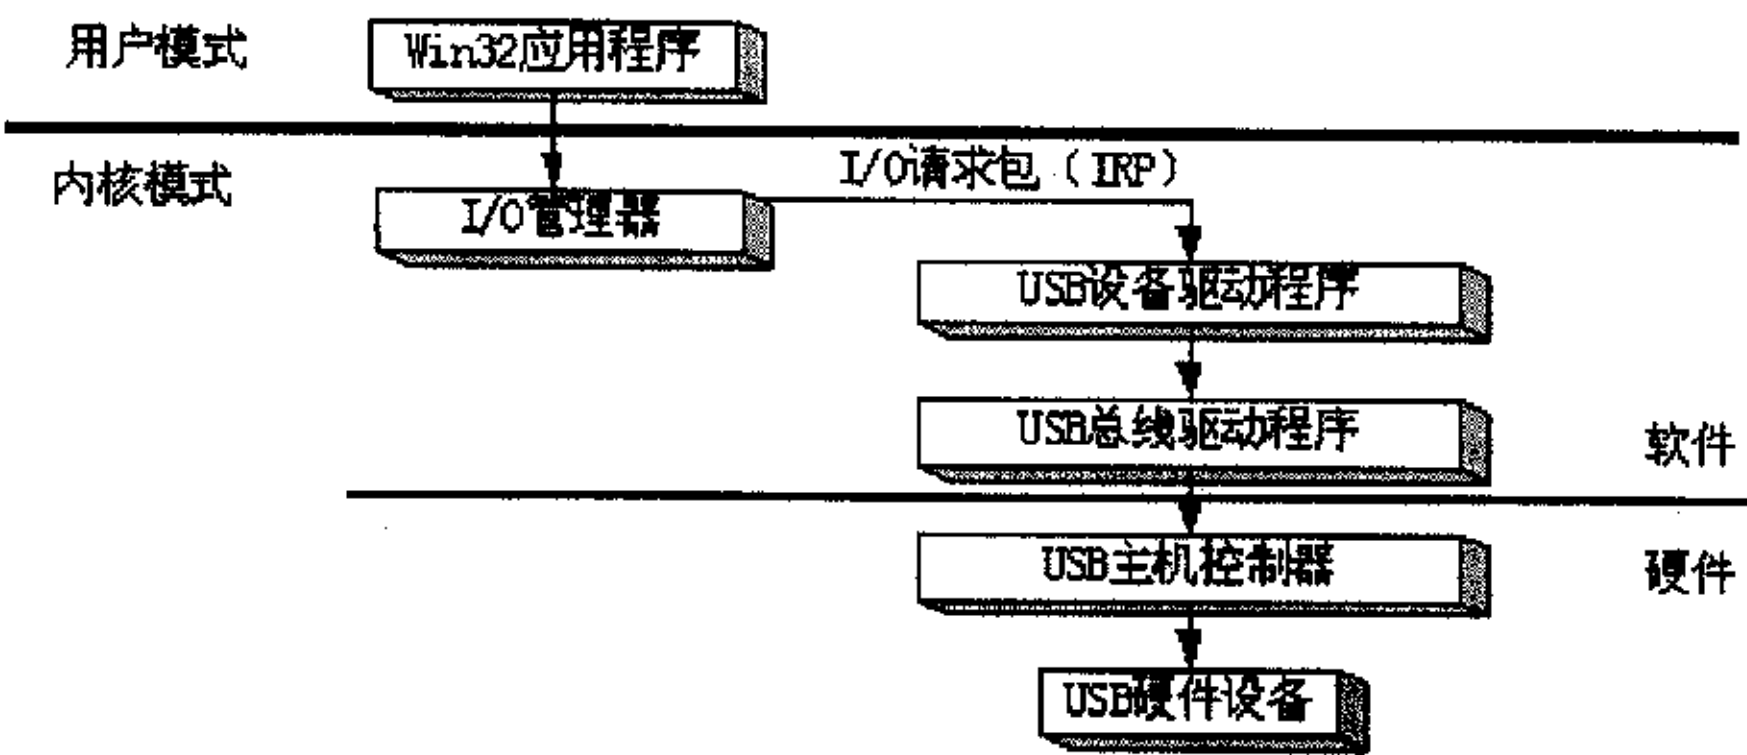 用户模式
Win32应用程序
内核模式
I/O请求包（IRP）
I/O管理器
USB设备驱动程序
USB总线驱动程序
软件
USB主机控制器
硬件
USB硬件设备